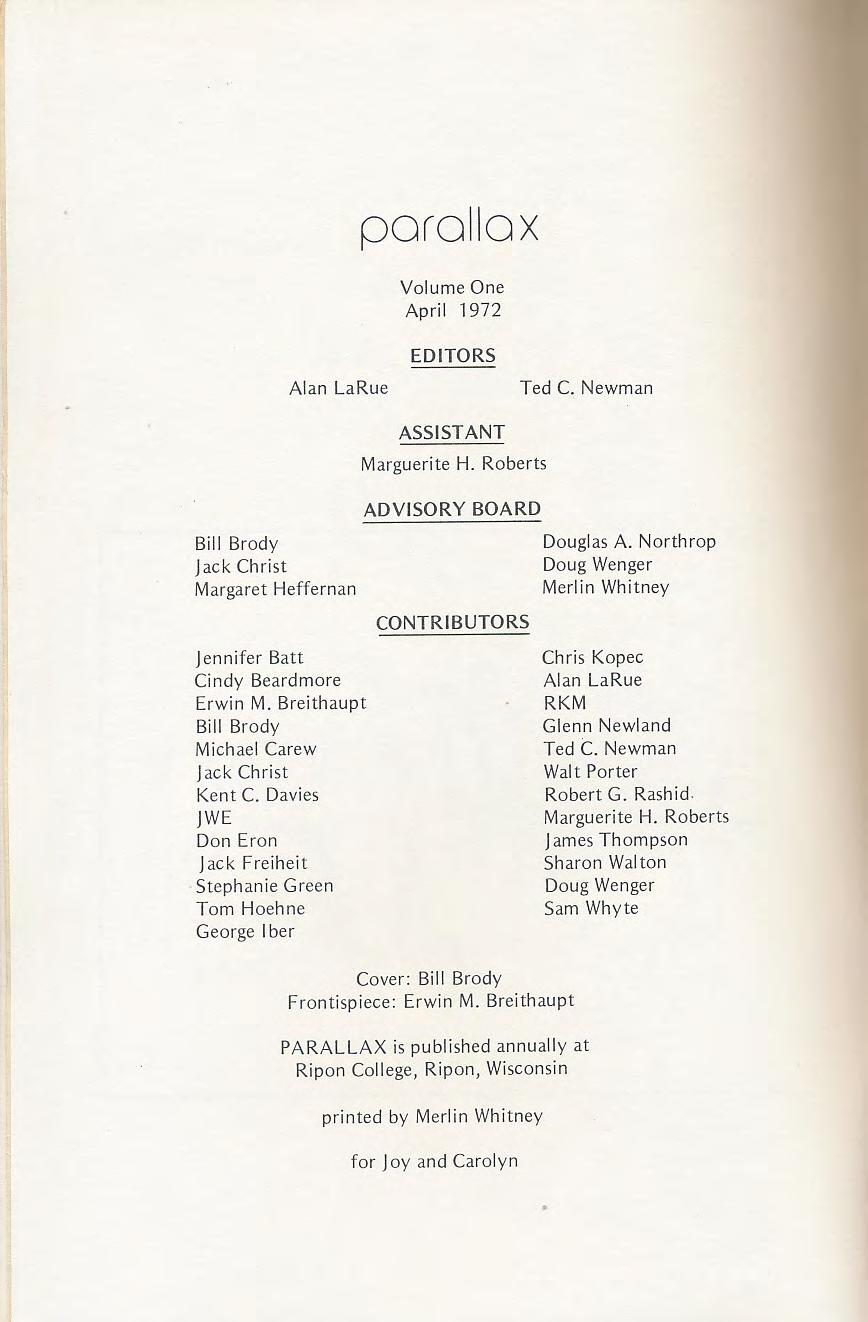 parallax
Volume One
April 1972
EDITORS
Alan LaRue Ted C. Newman
ASSISTANT
Marguerite H. Roberts
ADVISORY BOARD
Bill Brody Douglas A. Northrop
Jack Christ Doug Wenger
Margaret Heffernan Merlin Whitney
CONTRIBUTORS
Jennifer Batt Chris Kopec
Cindy Beardmore Alan LaRue
Erwin M. Breithaupt RKM
Bill Brody Glenn Newland
Michael Carew Ted C. Newman
Jack Christ Walt Porter
Kent C. Davies Robert G. Rashid
JWE Marguerite H. Roberts
Don Eron James Thompson
Jack Freiheit Sharon Walton
Stephanie Green Doug Wenger
Tom Hoehne Sam Whyte
George Iber
Cover: Bill Brody
Frontispiece: Erwin M. Breithaupt
PARALLAX is published annually at
Ripon College, Ripon, Wisconsin
printed by Merlin Whitney
for Joy and Carolyn